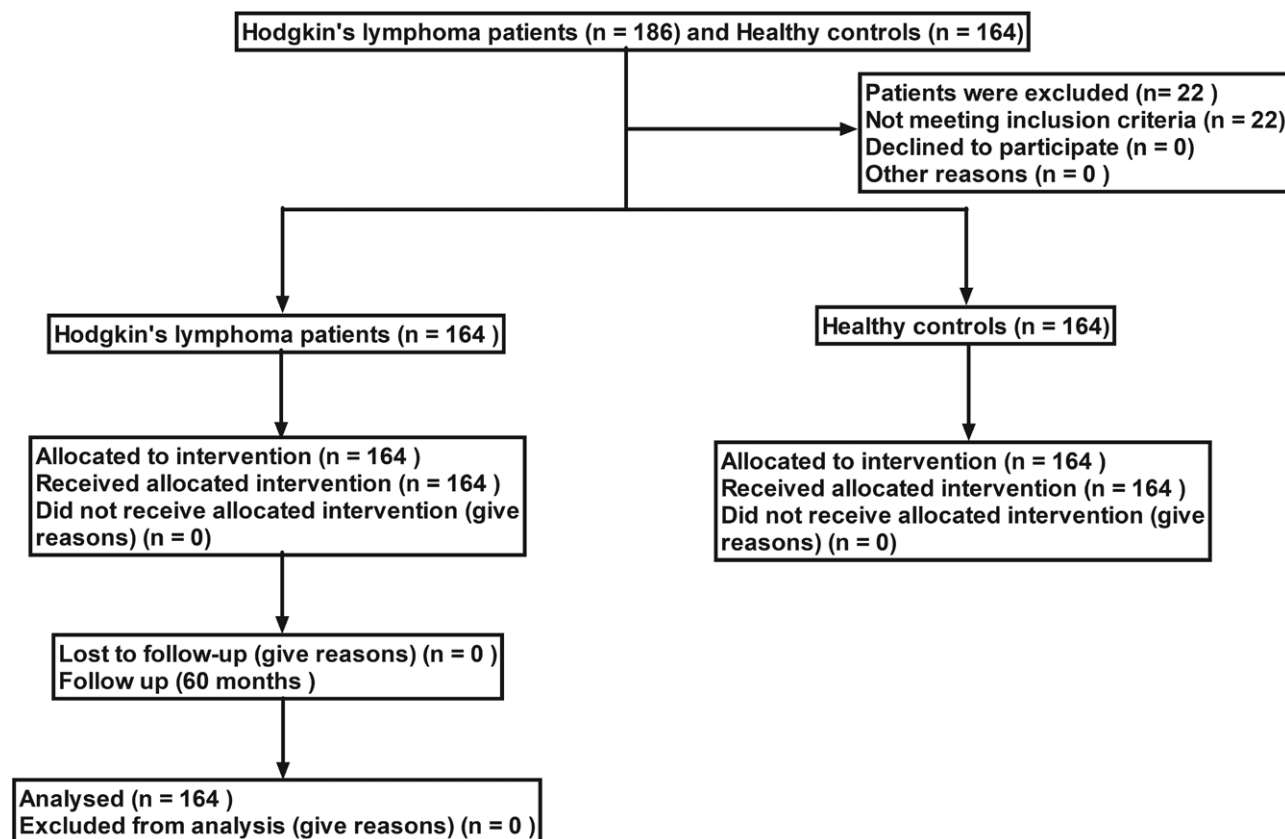 Hodgkin's lymphoma patients (n = 186) and Healthy controls (n = 164)
Patients were excluded (n= 22 )
Not meeting inclusion criteria (n = 22)
Declined to participate (n = 0)
Other reasons (n = 0 )
Hodgkin's lymphoma patients (n = 164 )
Healthy controls (n = 164)
Allocated to intervention (n = 164 )
Received allocated intervention (n = 164 )
Did not receive allocated intervention (give
reasons) (n = 0)
Allocated to intervention (n = 164 )
Received allocated intervention (n = 164 )
Did not receive allocated intervention (give
reasons) (n = 0)
Lost to follow-up (give reasons) (n = 0 )
Follow up (60 months )
Analysed (n = 164 )
Excluded from analysis (give reasons) (n = 0 )